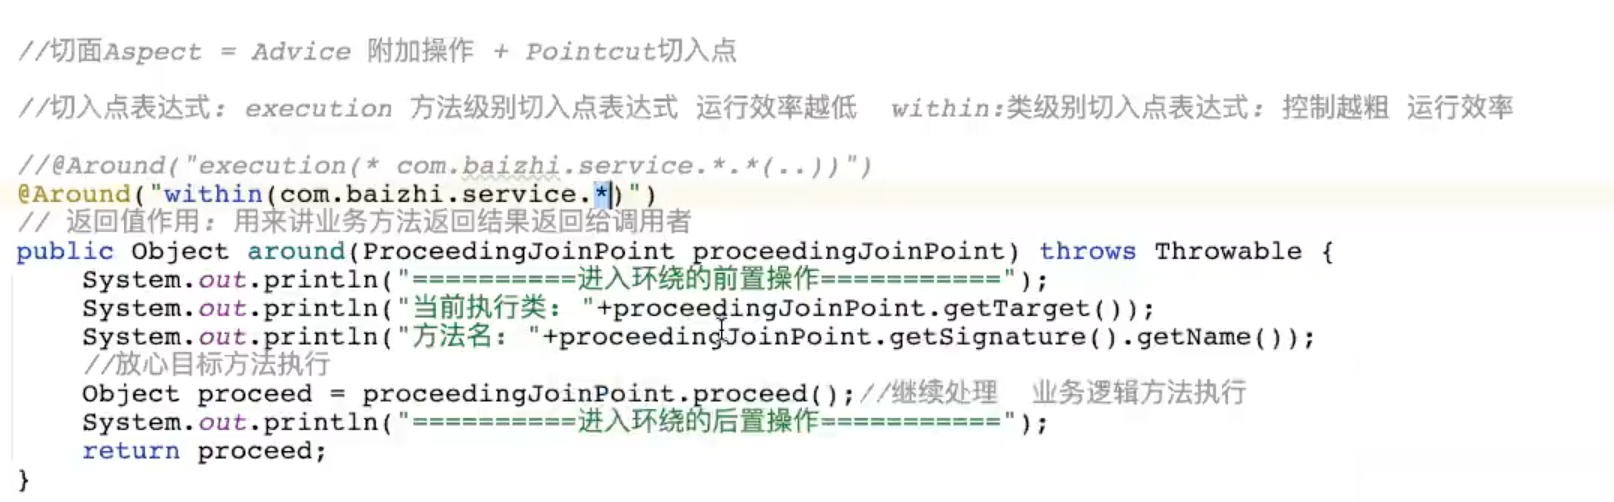 //切面Aspect = Advice 附加操作 + Pointcut切入点
//切入点表达式: execution 方法级别切入点表达式 运行效率越低  within:类级别切入点表达式: 控制越粗 运行效率
//@Around("execution(* com.baizhi.service.*.*(..))")
@Around("within(com.baizhi.service.*)")
// 返回值作用: 用来讲业务方法返回结果返回给调用者
public Object around(ProceedingJoinPoint proceedingJoinPoint) throws Throwable {
    System.out.println("==========进入环绕的前置操作===========");
    System.out.println("当前执行类: "+proceedingJoinPoint.getTarget());
    System.out.println("方法名: "+proceedingJoinPoint.getSignature().getName());
    //放心目标方法执行
    Object proceed = proceedingJoinPoint.proceed();//继续处理  业务逻辑方法执行
    System.out.println("==========进入环绕的后置操作===========");
    return proceed;
}